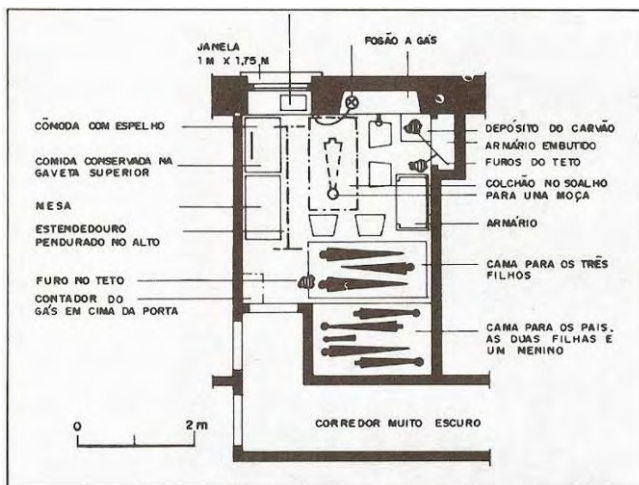 JANELA
1 M X 1,75 M
FOGÃO A GÁS
CÔMODA COM ESPELHO
COMIDA CONSERVADA NA
GAVETA SUPERIOR
MESA
ESTENDEDOURO
PENDURADO NO ALTO
FURO NO TETO
CONTADOR DO
GÁS EM CIMA DA PORTA
DEPÓSITO DO CARVÃO
ARMÁRIO EMBUTIDO
FUROS DO TETO
COLCHÃO NO SOALHO
PARA UNA MOÇA
ARMÁRIO
CAMA PARA OS TRÊS
FILHOS
CAMA PARA OS PAIS,
AS DUAS FILHAS E
UM MENINO
CORREDOR MUITO ESCURO
0 2 m